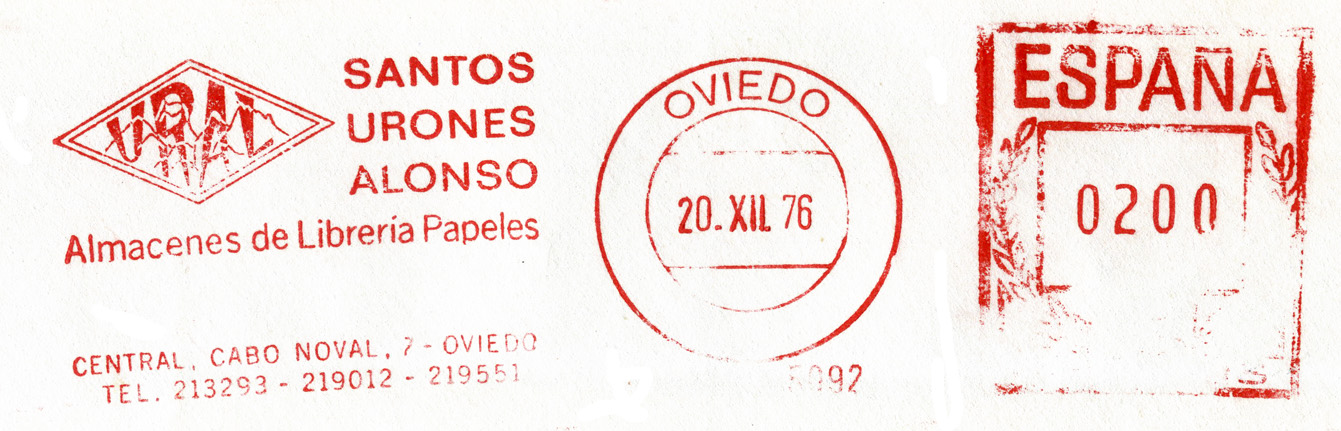 URAL
SANTOS
URONES
ALONSO
Almacenes de Librería Papeles
CENTRAL, CABO NOVAL, 7 - OVIEDO
TEL. 213293 - 219012 - 219551
OVIEDO
20. XII. 76
ESPAÑA
0200